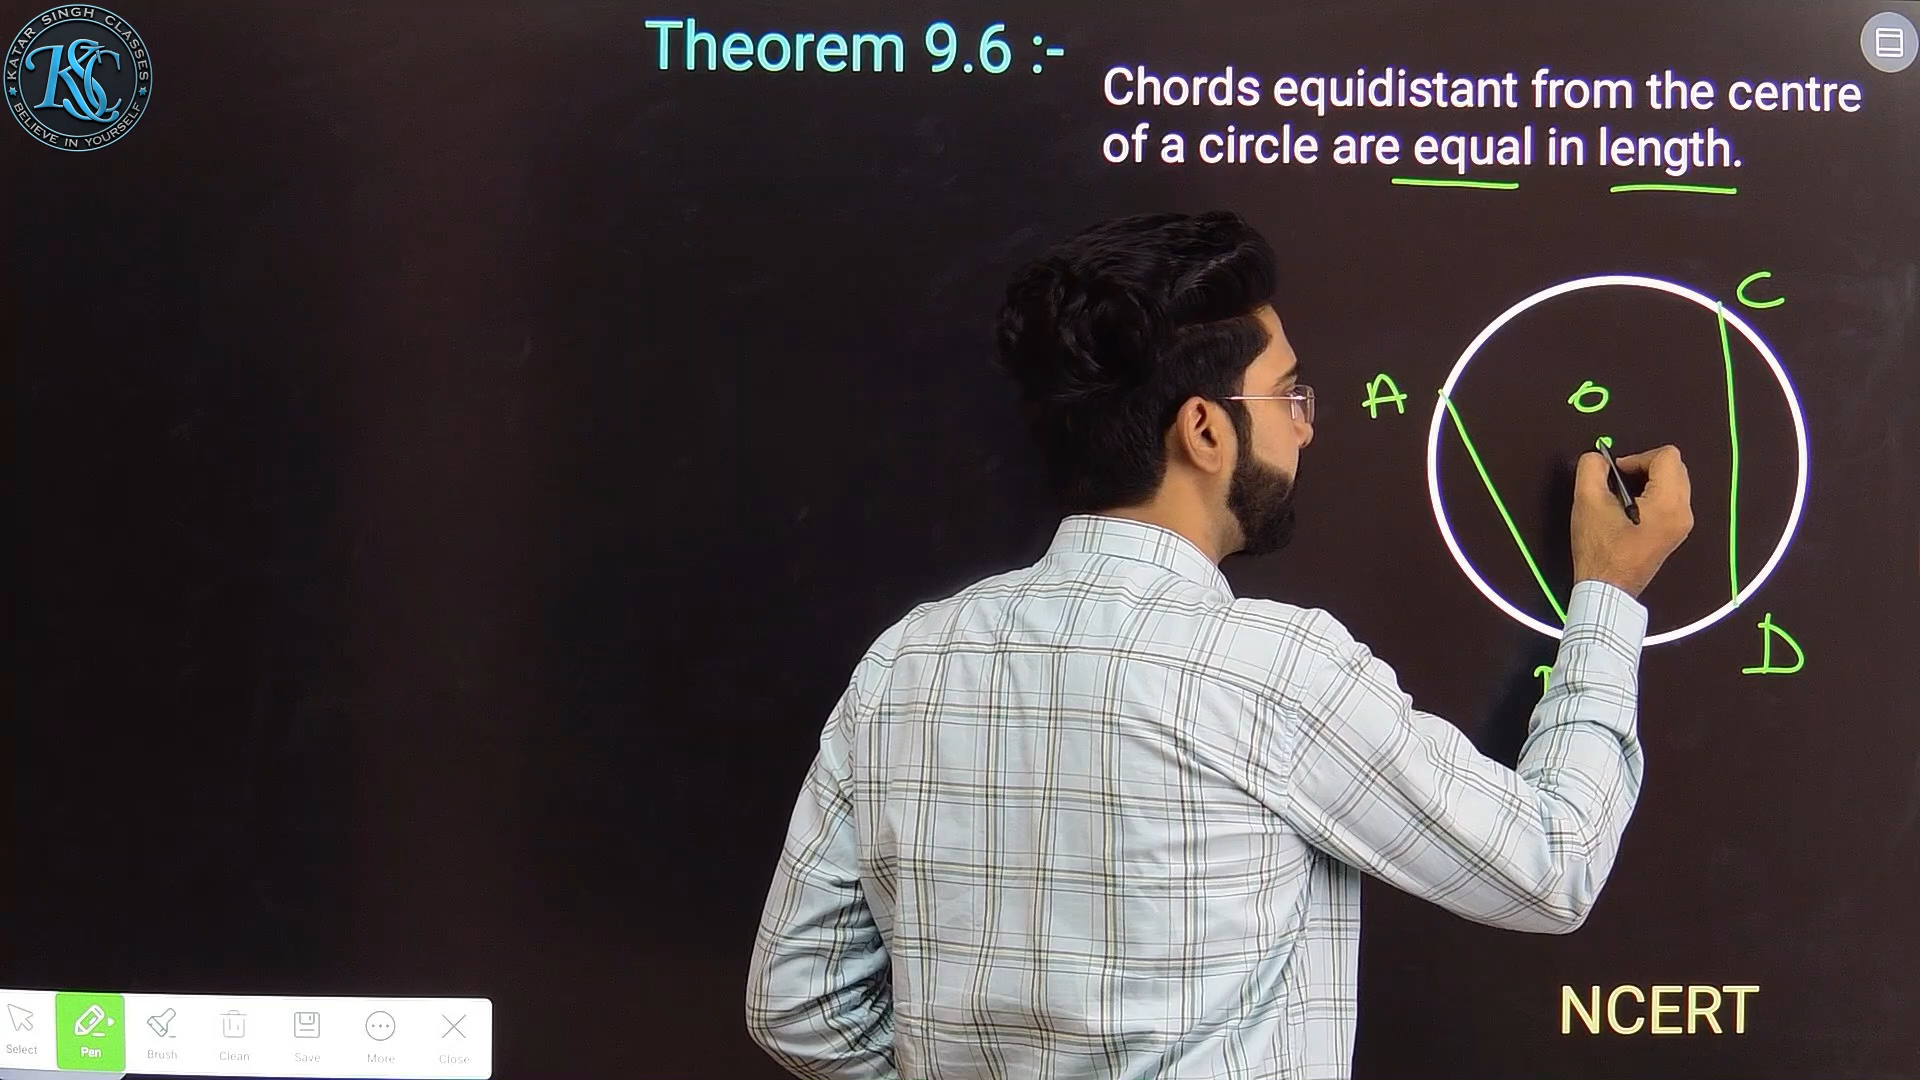 KATAR SINGH CLASSES
KSC
BELIEVE IN YOURSELF
Theorem 9.6 :-
Chords equidistant from the centre
of a circle are equal in length.
C
A
O
D
NCERT
Select Pen Brush Clean Save More Close